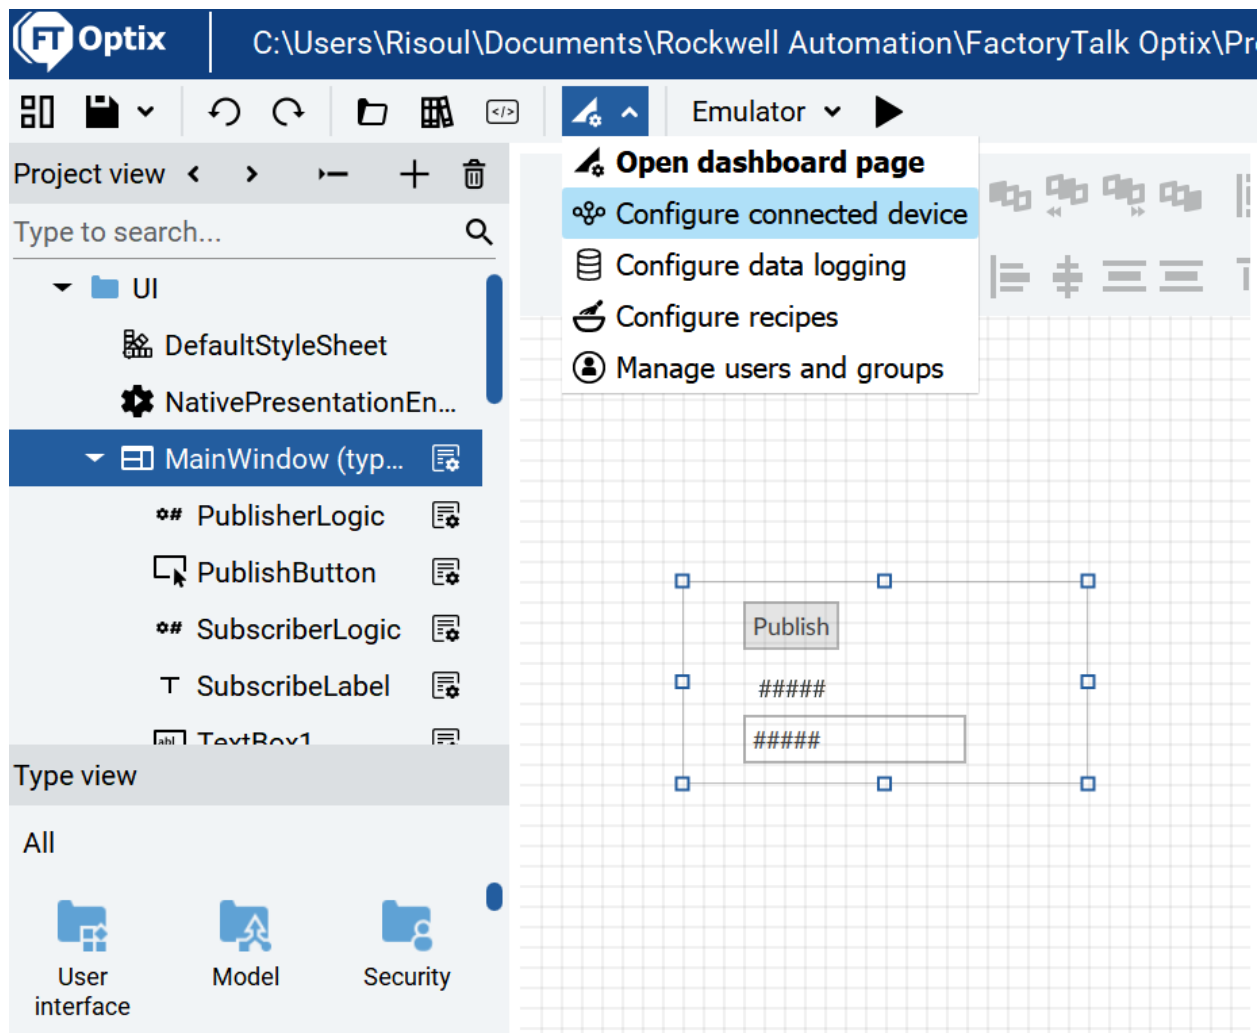 FT Optix
C:\Users\Risoul\Documents\Rockwell Automation\FactoryTalk Optix\Pr
</>
Emulator
Project view
Open dashboard page
Configure connected device
Configure data logging
Configure recipes
Manage users and groups
Type to search...
UI
DefaultStyleSheet
NativePresentationEn...
MainWindow (typ...
PublisherLogic
PublishButton
SubscriberLogic
SubscribeLabel
TextBox1
Publish
#####
#####
Type view
All
User
interface
Model
Security